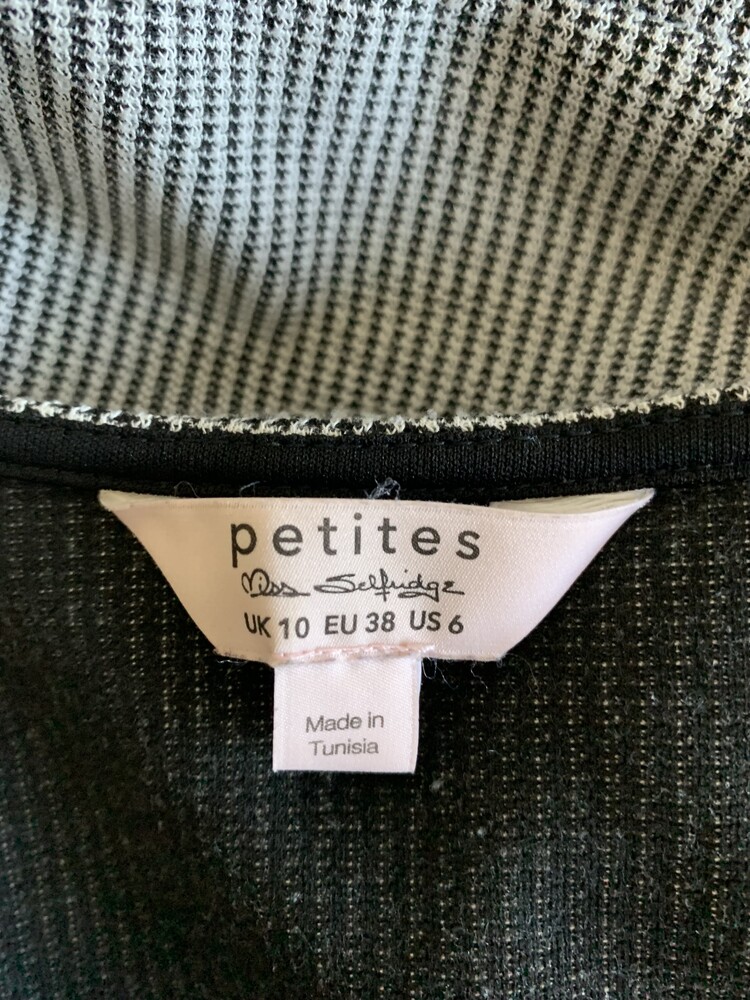 petites
Miss Selfridge
UK 10 EU 38 US 6
Made in
Tunisia